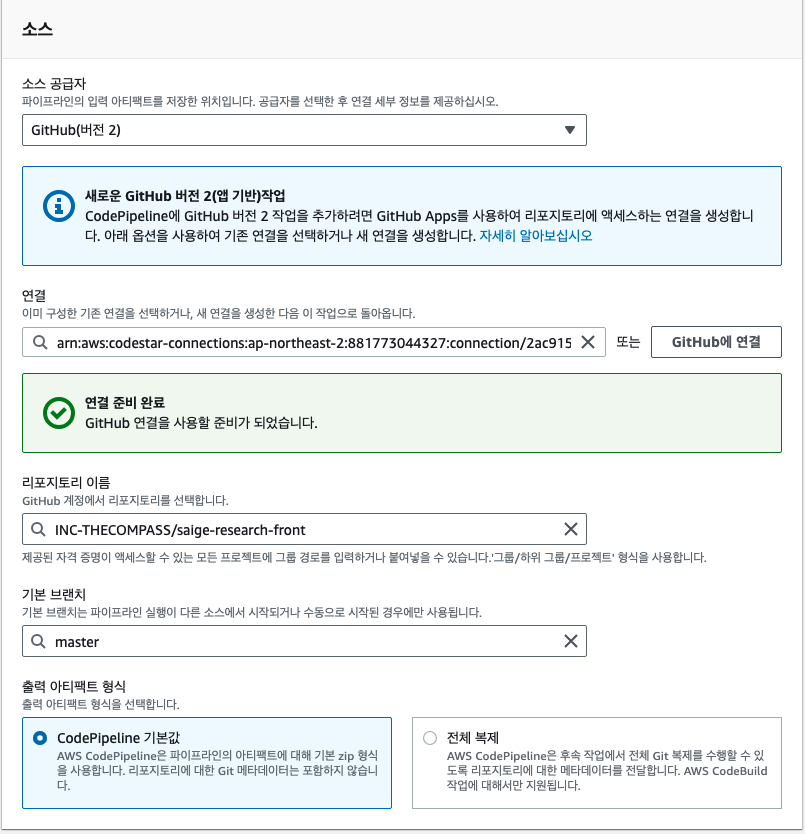 소스
소스 공급자
파이프라인의 입력 아티팩트를 저장한 위치입니다. 공급자를 선택한 후 연결 세부 정보를 제공하십시오.
GitHub(버전 2)
새로운 GitHub 버전 2(앱 기반)작업
CodePipeline에 GitHub 버전 2 작업을 추가하려면 GitHub Apps를 사용하여 리포지토리에 액세스하는 연결을 생성합니
다. 아래 옵션을 사용하여 기존 연결을 선택하거나 새 연결을 생성합니다. 자세히 알아보십시오
연결
이미 구성한 기존 연결을 선택하거나, 새 연결을 생성한 다음 이 작업으로 돌아옵니다.
arn:aws:codestar-connections:ap-northeast-2:881773044327:connection/2ac915 또는 GitHub에 연결
연결 준비 완료
GitHub 연결을 사용할 준비가 되었습니다.
리포지토리 이름
GitHub 계정에서 리포지토리를 선택합니다.
INC-THECOMPASS/saige-research-front
제공된 자격 증명이 액세스할 수 있는 모든 프로젝트에 그룹 경로를 입력하거나 붙여넣을 수 있습니다.'그룹/하위 그룹/프로젝트' 형식을 사용합니다.
기본 브랜치
기본 브랜치는 파이프라인 실행이 다른 소스에서 시작되거나 수동으로 시작된 경우에만 사용됩니다.
master
출력 아티팩트 형식
출력 아티팩트 형식을 선택합니다.
CodePipeline 기본값
AWS CodePipeline은 파이프라인의 아티팩트에 대해 기본 zip 형식
을 사용합니다. 리포지토리에 대한 Git 메타데이터는 포함하지 않습니
다.
전체 복제
AWS CodePipeline은 후속 작업에서 전체 Git 복제를 수행할 수 있
도록 리포지토리에 대한 메타데이터를 전달합니다. AWS CodeBuild
작업에 대해서만 지원됩니다.